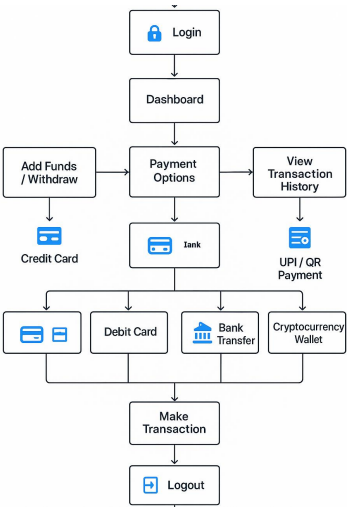 Login
Dashboard
Add Funds
/ Withdraw
Payment
Options
View
Transaction
History
Credit Card
Iank
UPI / QR
Payment
Debit Card
Bank
Transfer
Cryptocurrency
Wallet
Make
Transaction
Logout